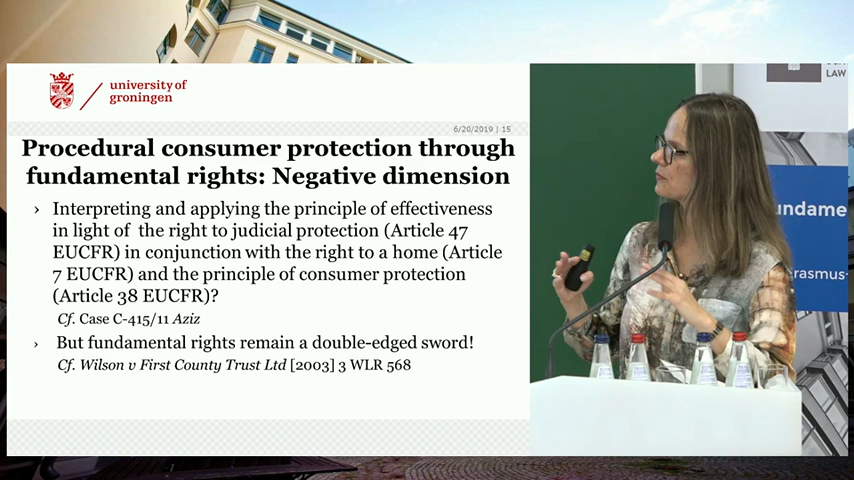 university of
groningen
6/20/2019 | 15
Procedural consumer protection through
fundamental rights: Negative dimension
› Interpreting and applying the principle of effectiveness
in light of the right to judicial protection (Article 47
EUCFR) in conjunction with the right to a home (Article
7 EUCFR) and the principle of consumer protection
(Article 38 EUCFR)?
Cf. Case C-415/11 Aziz
› But fundamental rights remain a double-edged sword!
Cf. Wilson v First County Trust Ltd [2003] 3 WLR 568
LAW
undame
rasmus-